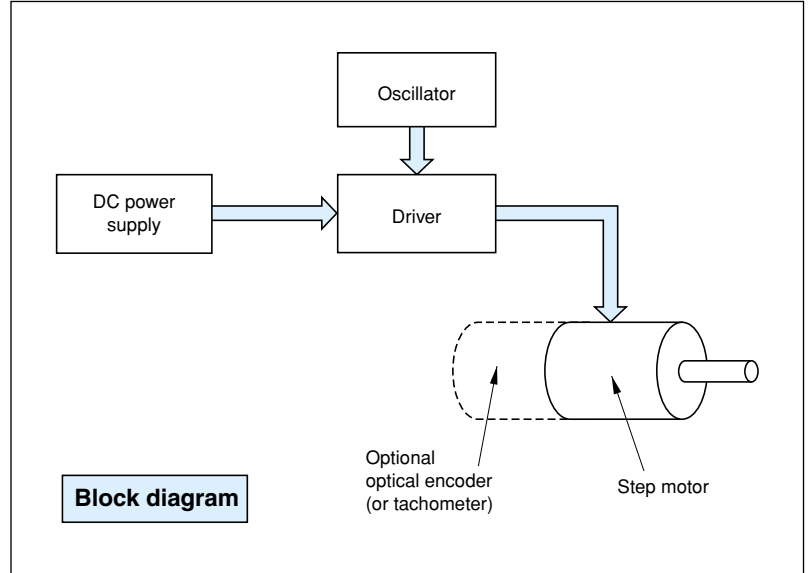 Oscillator
DC power
supply
Driver
Optional
optical encoder
(or tachometer)
Step motor
Block diagram